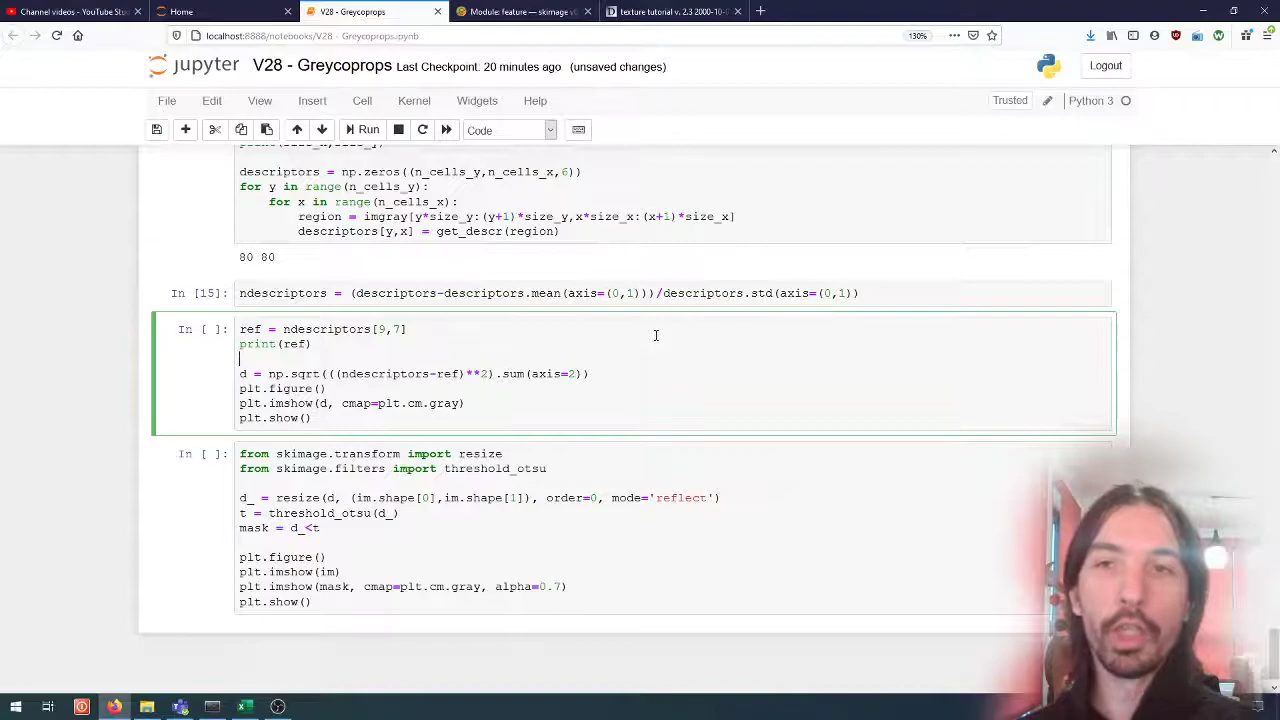 Channel videos - YouTube Stu
Home
V28 - Greycoprops
Module: feature — skimage v0
texture tutorial v. 2.3 2000-10-0
localhost:8888/notebooks/V28 - Greycoprops.ipynb
130%
jupyter V28 - Greycoprops Last Checkpoint: 20 minutes ago (unsaved changes)
Logout
File Edit View Insert Cell Kernel Widgets Help
Trusted
Python 3
Run
Code
descriptors = np.zeros((n_cells_y,n_cells_x,6))
for y in range(n_cells_y):
for x in range(n_cells_x):
region = imgray[y*size_y:(y+1)*size_y,x*size_x:(x+1)*size_x]
descriptors[y,x] = get_descr(region)
80 80
In [15]: ndescriptors = (descriptors-descriptors.mean(axis=(0,1)))/descriptors.std(axis=(0,1))
In [ ]: ref = ndescriptors[9,7]
print(ref)
d = np.sqrt(((ndescriptors-ref)**2).sum(axis=2))
plt.figure()
plt.imshow(d, cmap=plt.cm.gray)
plt.show()
In [ ]: from skimage.transform import resize
from skimage.filters import threshold_otsu
d_ = resize(d, (im.shape[0],im.shape[1]), order=0, mode='reflect')
t = threshold_otsu(d_)
mask = d_<t
plt.figure()
plt.imshow(im)
plt.imshow(mask, cmap=plt.cm.gray, alpha=0.7)
plt.show()